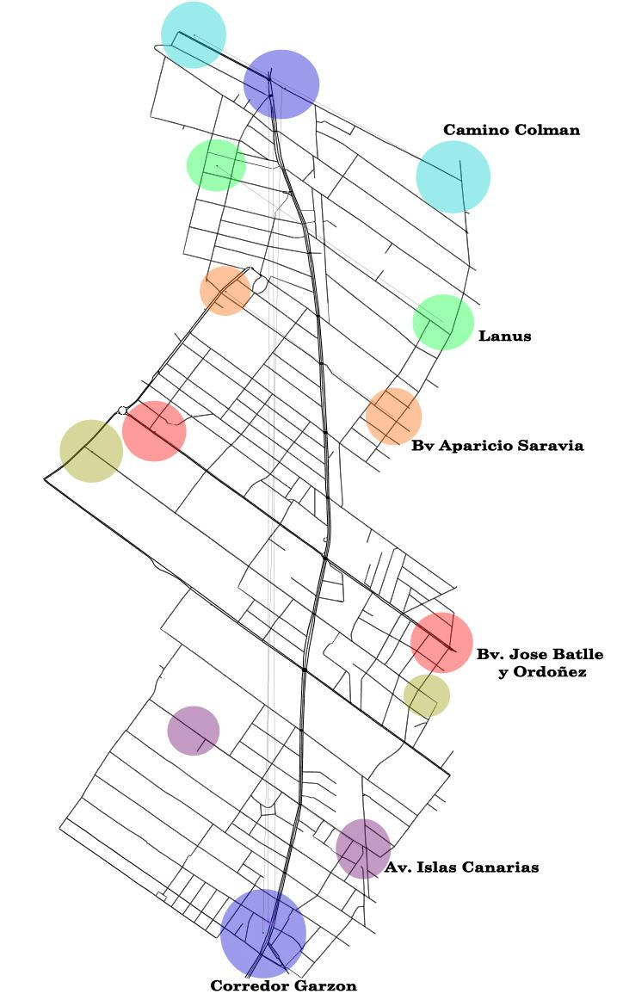 Camino Colman
Lanus
Bv Aparicio Saravia
Bv. Jose Batlle
y Ordoñez
Av. Islas Canarias
Corredor Garzon